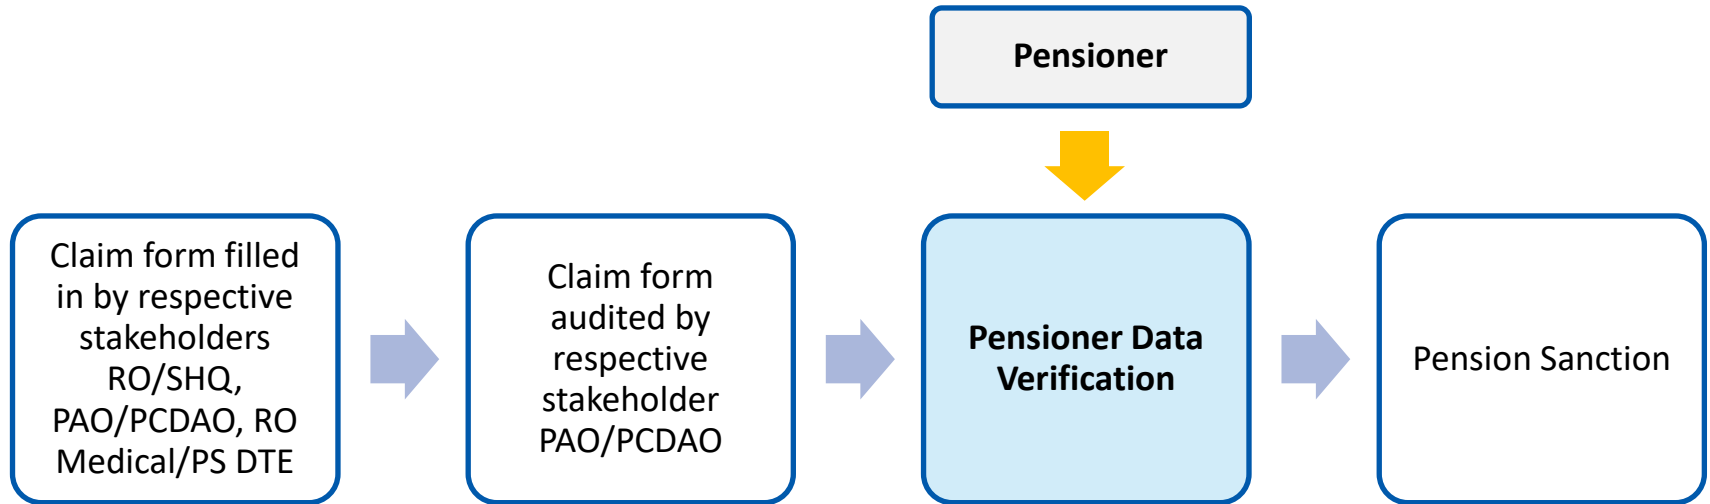 Pensioner
Claim form filled
in by respective
stakeholders
RO/SHQ,
PAO/PCDAO, RO
Medical/PS DTE
Claim form
audited by
respective
stakeholder
PAO/PCDAO
Pensioner Data
Verification
Pension Sanction